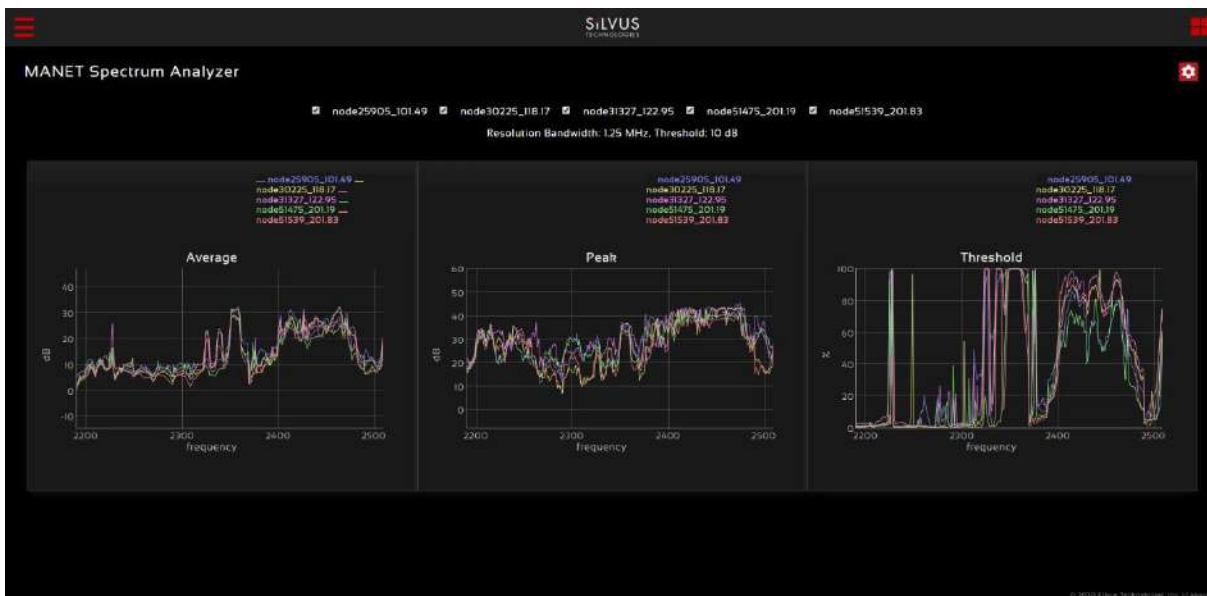 SiLVUS
TECHNOLOGIES
MANET Spectrum Analyzer
node25905_101.49 node30225_118.17 node31327_122.95 node51475_201.19 node51539_201.83
Resolution Bandwidth: 1.25 MHz, Threshold: 10 dB
node25905_101.49
node30225_118.17
node31327_122.95
node51475_201.19
node51539_201.83
Average
40
30
20
10
0
-10
dB
2200 2300 2400 2500
frequency
node25905_101.49
node30225_118.17
node31327_122.95
node51475_201.19
node51539_201.83
Peak
60
50
40
30
20
10
0
dB
2200 2300 2400 2500
frequency
node25905_101.49
node30225_118.17
node31327_122.95
node51475_201.19
node51539_201.83
Threshold
100
80
60
40
20
0
%
2200 2300 2400 2500
frequency